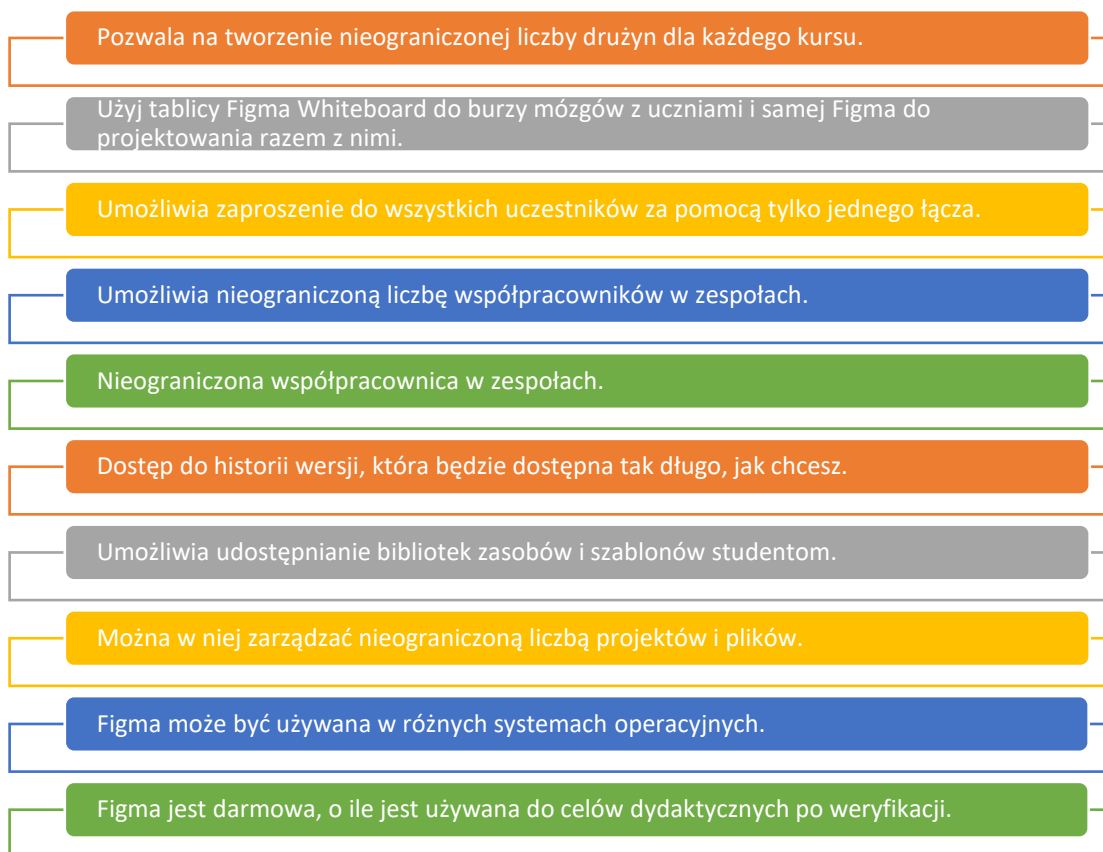 Pozwala na tworzenie nieograniczonej liczby drużyn dla każdego kursu.
Użyj tablicy Figma Whiteboard do burzy mózgów z uczniami i samej Figma do
projektowania razem z nimi.
Umożliwia zaproszenie do wszystkich uczestników za pomocą tylko jednego łącza.
Umożliwia nieograniczoną liczbę współpracowników w zespołach.
Nieograniczona współpracownica w zespołach.
Dostęp do historii wersji, która będzie dostępna tak długo, jak chcesz.
Umożliwia udostępnianie bibliotek zasobów i szablonów studentom.
Można w niej zarządzać nieograniczoną liczbą projektów i plików.
Figma może być używana w różnych systemach operacyjnych.
Figma jest darmowa, o ile jest używana do celów dydaktycznych po weryfikacji.